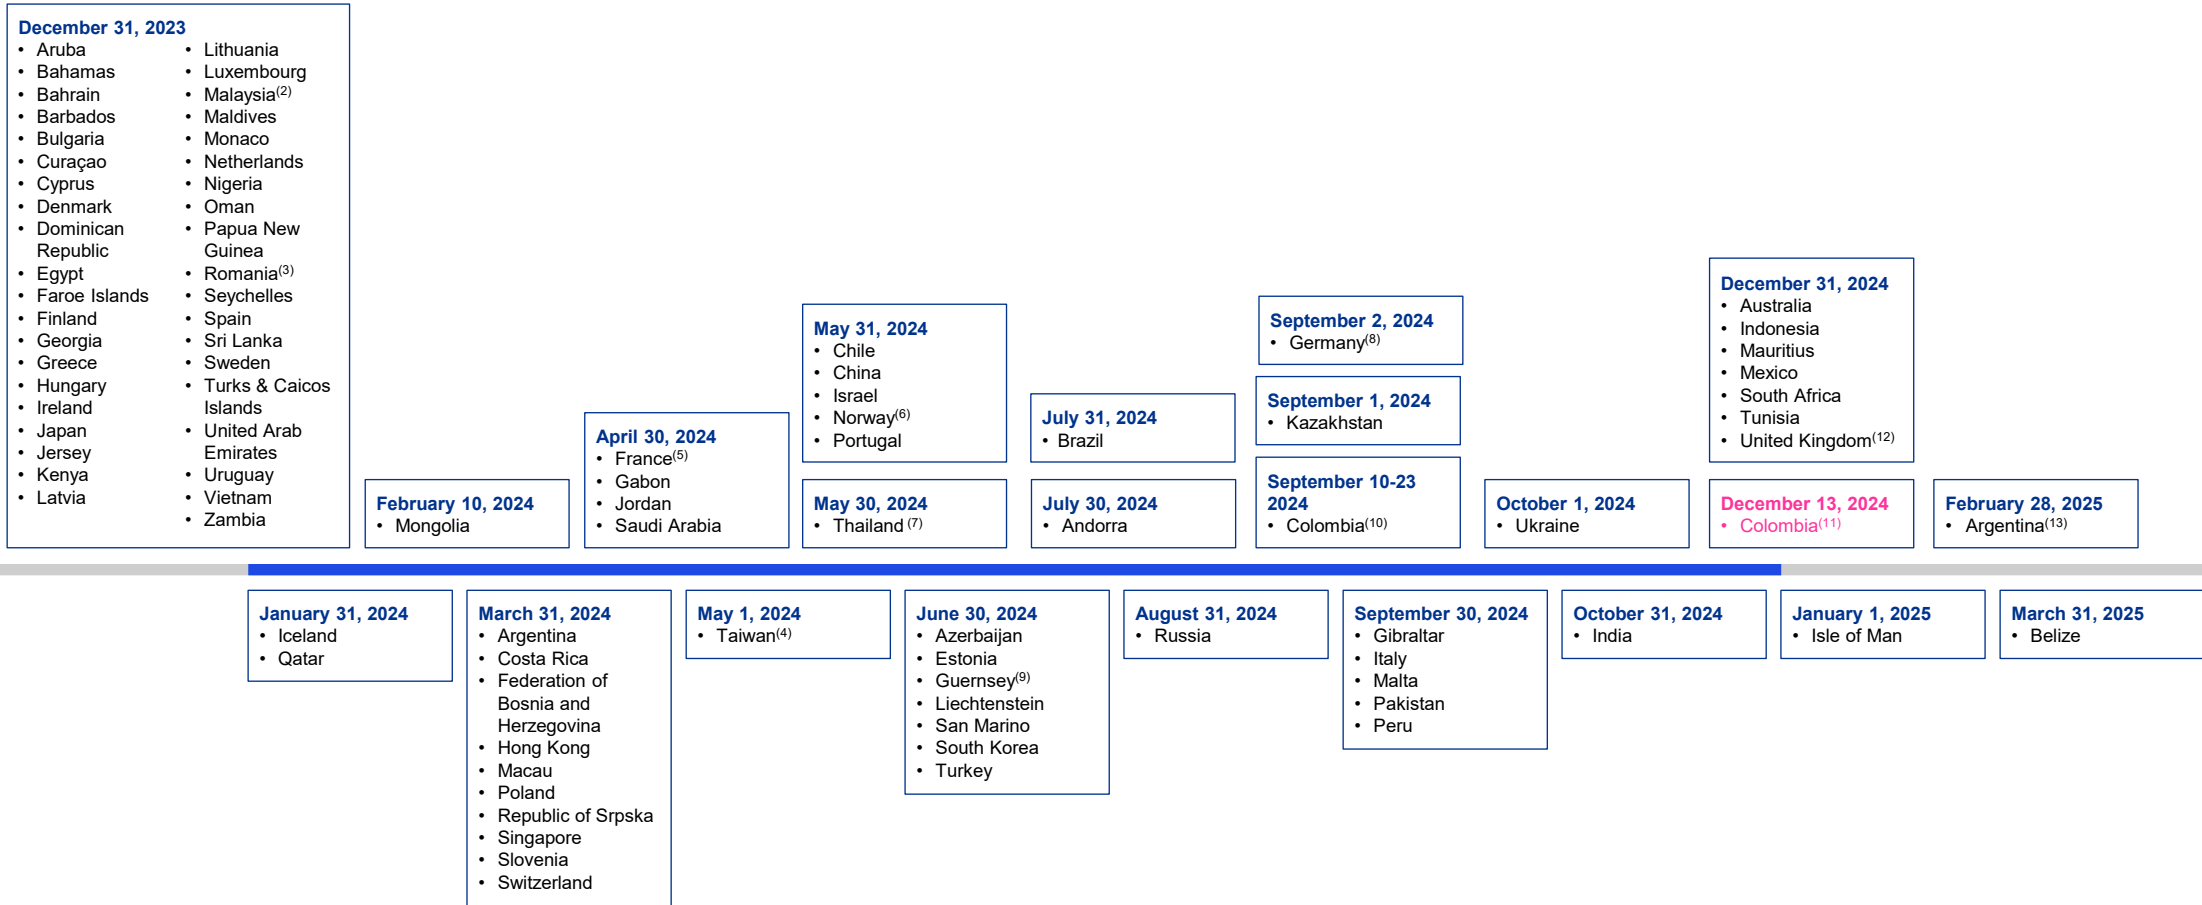 December 31, 2023
• Aruba
• Bahamas
• Bahrain
• Barbados
• Bulgaria
• Curaçao
• Cyprus
• Denmark
• Dominican
Republic
• Egypt
• Faroe Islands
• Finland
• Georgia
• Greece
• Hungary
• Ireland
• Japan
• Jersey
• Kenya
• Latvia
• Lithuania
• Luxembourg
• Malaysia(2)
• Maldives
• Monaco
• Netherlands
• Nigeria
• Oman
• Papua New
Guinea
• Romania(3)
• Seychelles
• Spain
• Sri Lanka
• Sweden
• Turks & Caicos
Islands
• United Arab
Emirates
• Uruguay
• Vietnam
• Zambia
February 10, 2024
• Mongolia
April 30, 2024
• France(5)
• Gabon
• Jordan
• Saudi Arabia
May 31, 2024
• Chile
• China
• Israel
• Norway(6)
• Portugal
May 30, 2024
• Thailand (7)
July 31, 2024
• Brazil
July 30, 2024
• Andorra
September 2, 2024
• Germany(8)
September 1, 2024
• Kazakhstan
September 10-23
2024
• Colombia(10)
October 1, 2024
• Ukraine
December 31, 2024
• Australia
• Indonesia
• Mauritius
• Mexico
• South Africa
• Tunisia
• United Kingdom(12)
December 13, 2024
• Colombia(11)
February 28, 2025
• Argentina(13)
January 31, 2024
• Iceland
• Qatar
March 31, 2024
• Argentina
• Costa Rica
• Federation of
Bosnia and
Herzegovina
• Hong Kong
• Macau
• Poland
• Republic of Srpska
• Singapore
• Slovenia
• Switzerland
May 1, 2024
• Taiwan(4)
June 30, 2024
• Azerbaijan
• Estonia
• Guernsey(9)
• Liechtenstein
• San Marino
• South Korea
• Turkey
August 31, 2024
• Russia
September 30, 2024
• Gibraltar
• Italy
• Malta
• Pakistan
• Peru
October 31, 2024
• India
January 1, 2025
• Isle of Man
March 31, 2025
• Belize